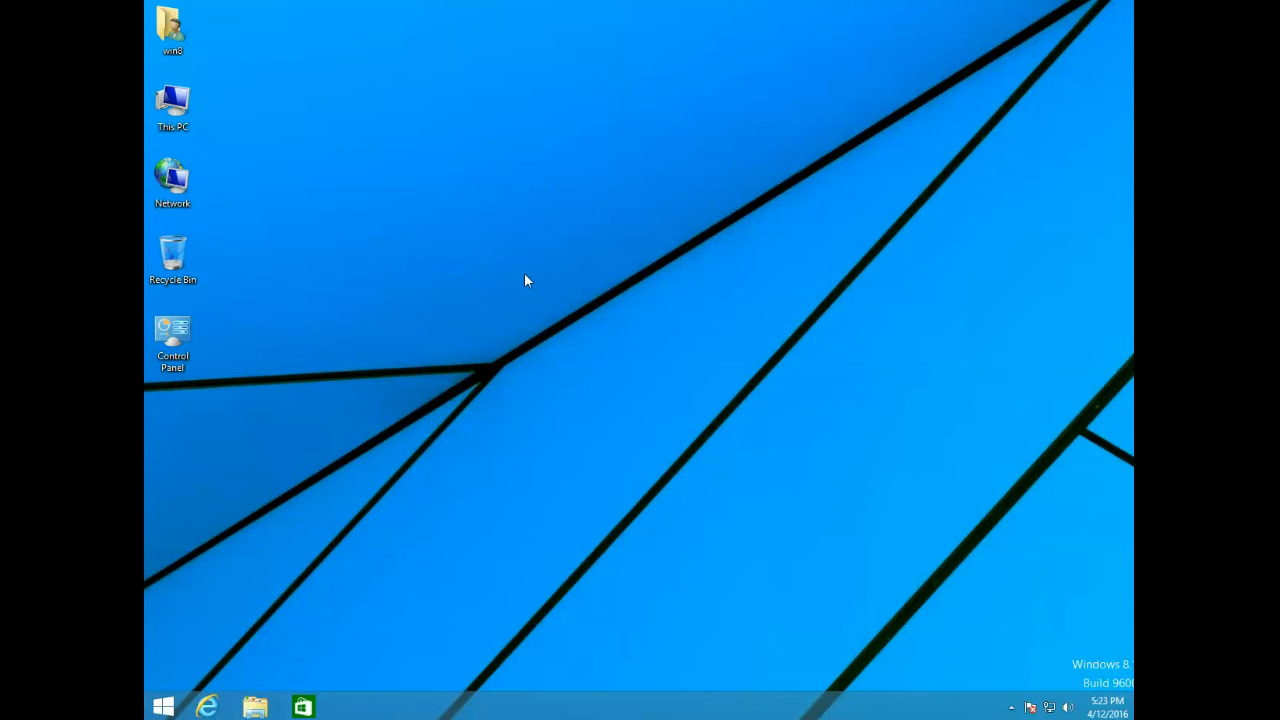 win8
This PC
Network
Recycle Bin
Control
Panel
Windows 8.
Build 9600
5:23 PM
4/12/2016